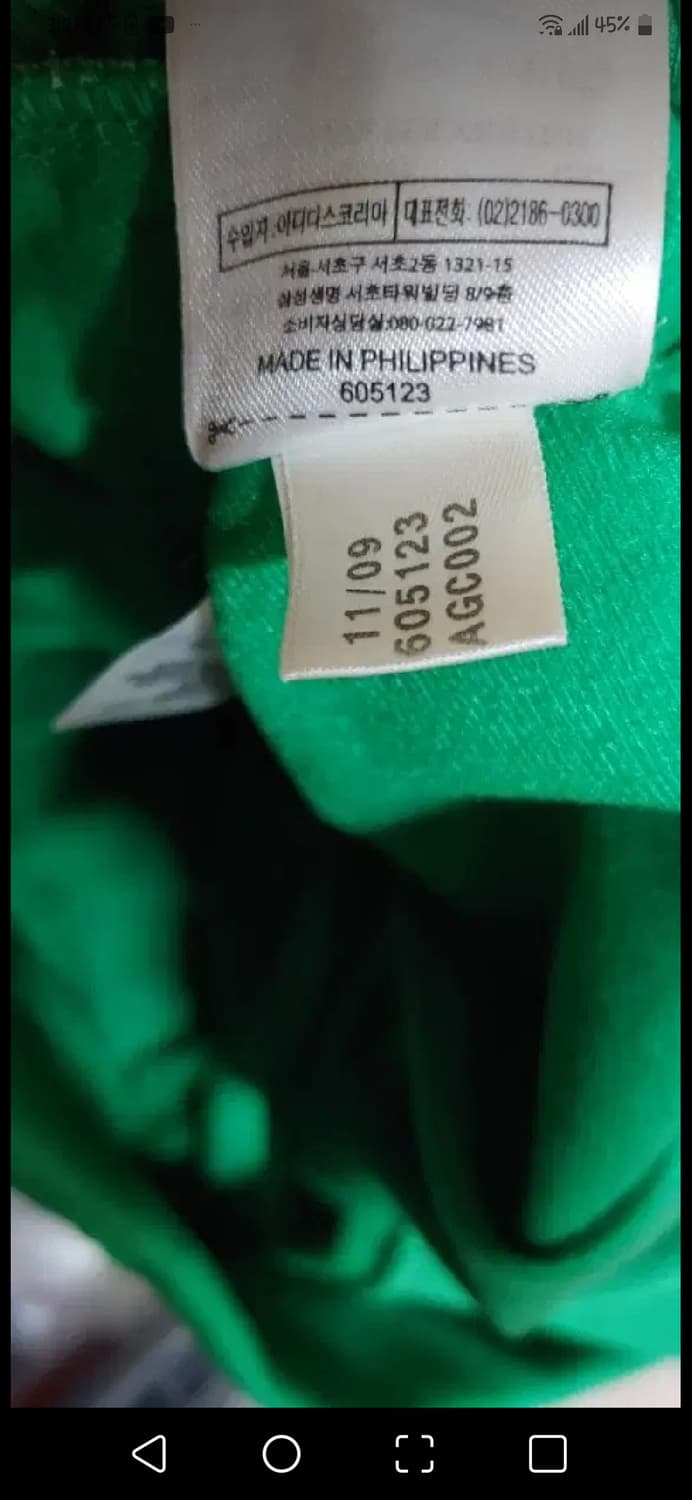 45%
수입자:아디다스코리아 대표전화: (02)2186-0300
서울.서초구 서초2동 1321-15
삼성생명 서초타워빌딩 8/9층
소비자상담실:080-022-7981
MADE IN PHILIPPINES
605123
11/09
605123
AGC002